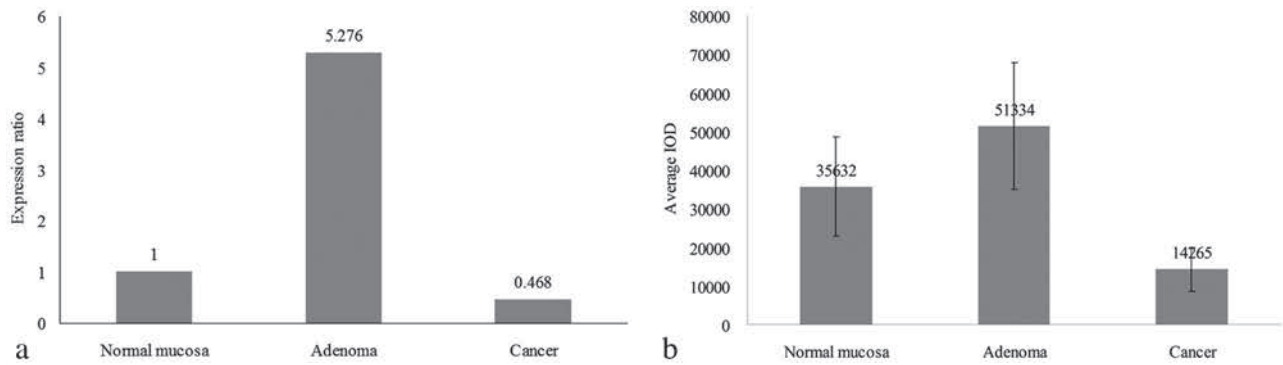 6
5
4
3
2
1
0
Expression ratio
1
5.276
0.468
Normal mucosa
Adenoma
Cancer
a
80000
70000
60000
50000
40000
30000
20000
10000
0
Average IOD
35632
51334
14265
Normal mucosa
Adenoma
Cancer
b